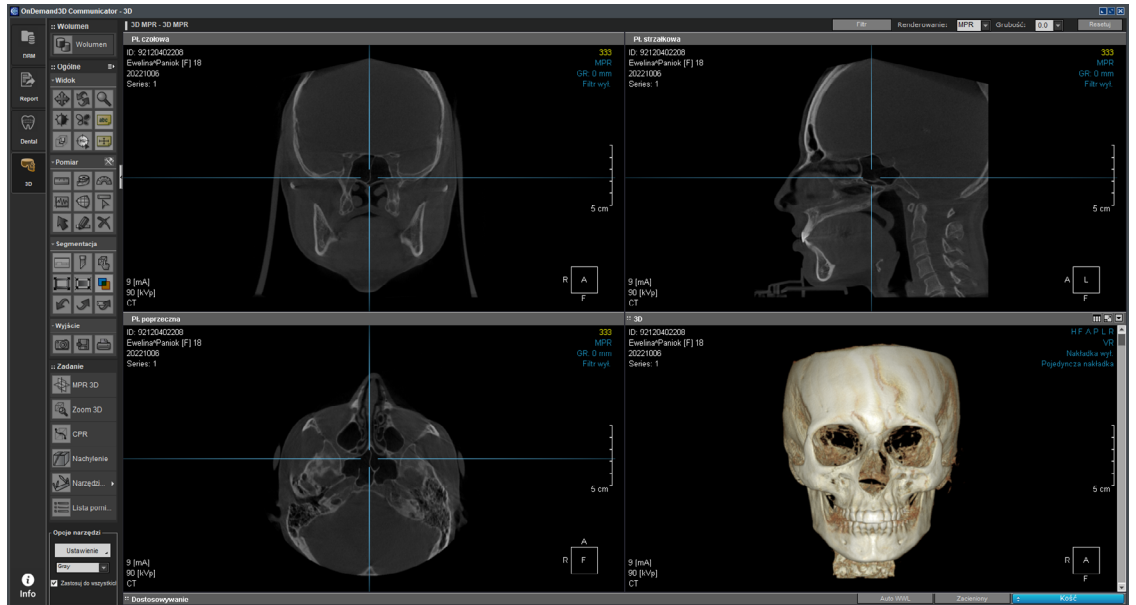 OnDemand3D Communicator - 3D
DBM
Report
Dental
3D
Info
:: Wolumen
Wolumen
:: Ogólne
Widok
Pomiar
Segmentacja
Wyjście
:: Zadanie
MPR 3D
Zoom 3D
CPR
Nachylenie
Narzędzi...
Lista pomi...
Opcje narzędzi
Ustawienie
Gray
Zastosuj do wszystkich
3D MPR - 3D MPR
Filtr
Renderowanie: MPR
Grubość: 0.0
Resetuj
Pł. czołowa
ID: 92120402208
Ewelina^Paniok [F] 18
20221006
Series: 1
333
MPR
GR: 0 mm
Filtr wył.
5 cm
9 [mA]
90 [kVp]
CT
R
A
F
Pł. strzałkowa
ID: 92120402208
Ewelina^Paniok [F] 18
20221006
Series: 1
333
MPR
GR: 0 mm
Filtr wył.
5 cm
9 [mA]
90 [kVp]
CT
A
L
F
Pł. poprzeczna
ID: 92120402208
Ewelina^Paniok [F] 18
20221006
Series: 1
333
MPR
GR: 0 mm
Filtr wył.
5 cm
9 [mA]
90 [kVp]
CT
A
R
F
:: 3D
ID: 92120402208
Ewelina^Paniok [F] 18
20221006
Series: 1
H F A P L R
VR
Nakładka wył.
Pojedyncza nakładka
5 cm
9 [mA]
90 [kVp]
CT
R
A
F
:: Dostosowywanie
Auto WWL
Zacieniony
Kość